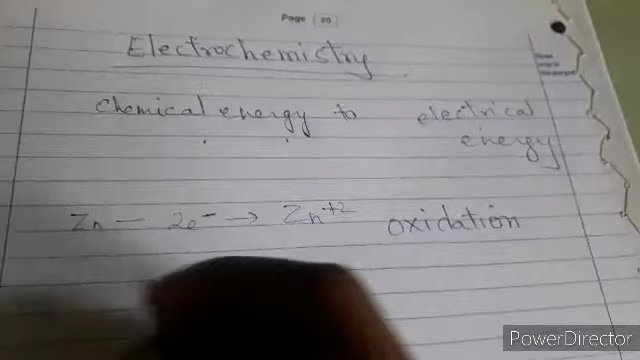 Page 20
Electrochemistry
chemical energy to electrical
energy
Zn — 2e⁻ → Zn⁺² oxidation
PowerDirector